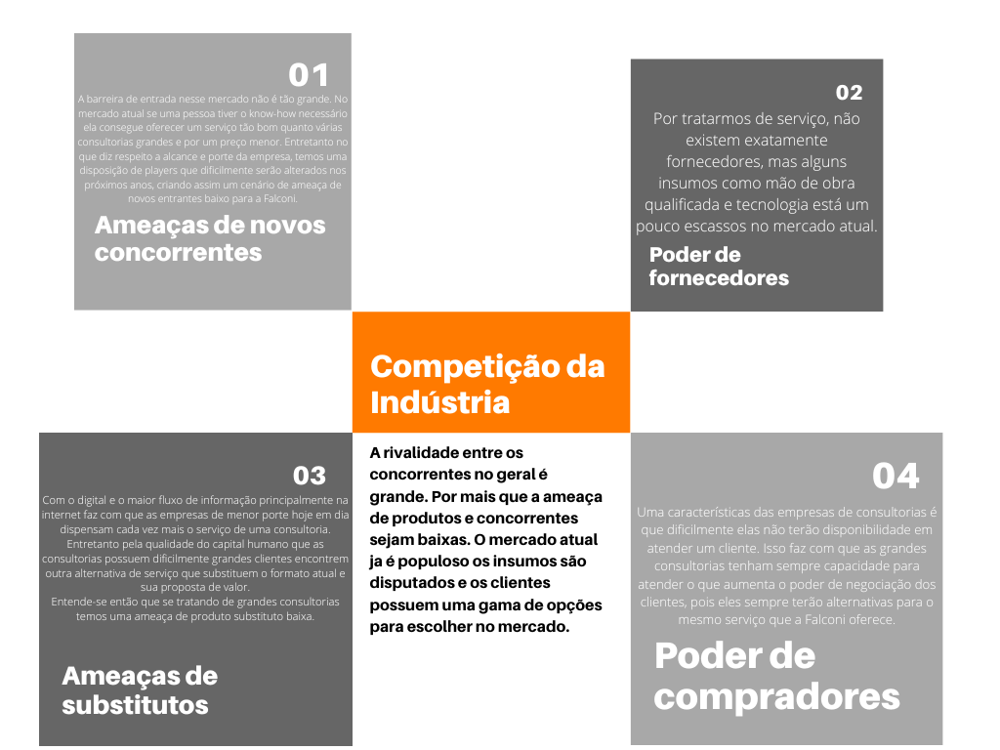 01
A barreira de entrada nesse mercado não é tão grande. No
mercado atual se uma pessoa tiver o know-how necessário
ela consegue oferecer um serviço tão bom quanto várias
consultorias grandes e por um preço menor. Entretanto no
que diz respeito a alcance e porte da empresa, temos uma
disposição de players que dificilmente serão alterados nos
próximos anos, criando assim um cenário de ameaça de
novos entrantes baixo para a Falconi.
Ameaças de novos
concorrentes
02
Por tratarmos de serviço, não
existem exatamente
fornecedores, mas alguns
insumos como mão de obra
qualificada e tecnologia está um
pouco escassos no mercado atual.
Poder de
fornecedores
Competição da
Indústria
A rivalidade entre os
concorrentes no geral é
grande. Por mais que a ameaça
de produtos e concorrentes
sejam baixas. O mercado atual
ja é populoso os insumos são
disputados e os clientes
possuem uma gama de opções
para escolher no mercado.
03
Com o digital e o maior fluxo de informação principalmente na
internet faz com que as empresas de menor porte hoje em dia
dispensam cada vez mais o serviço de uma consultoria.
Entretanto pela qualidade do capital humano que as
consultorias possuem dificilmente grandes clientes encontrem
outra alternativa de serviço que substituem o formato atual e
sua proposta de valor.
Entende-se então que se tratando de grandes consultorias
temos uma ameaça de produto substituto baixa.
Ameaças de
substitutos
04
Uma características das empresas de consultorias é
que dificilmente elas não terão disponibilidade em
atender um cliente. Isso faz com que as grandes
consultorias tenham sempre capacidade para
atender o que aumenta o poder de negociação dos
clientes, pois eles sempre terão alternativas para o
mesmo serviço que a Falconi oferece.
Poder de
compradores